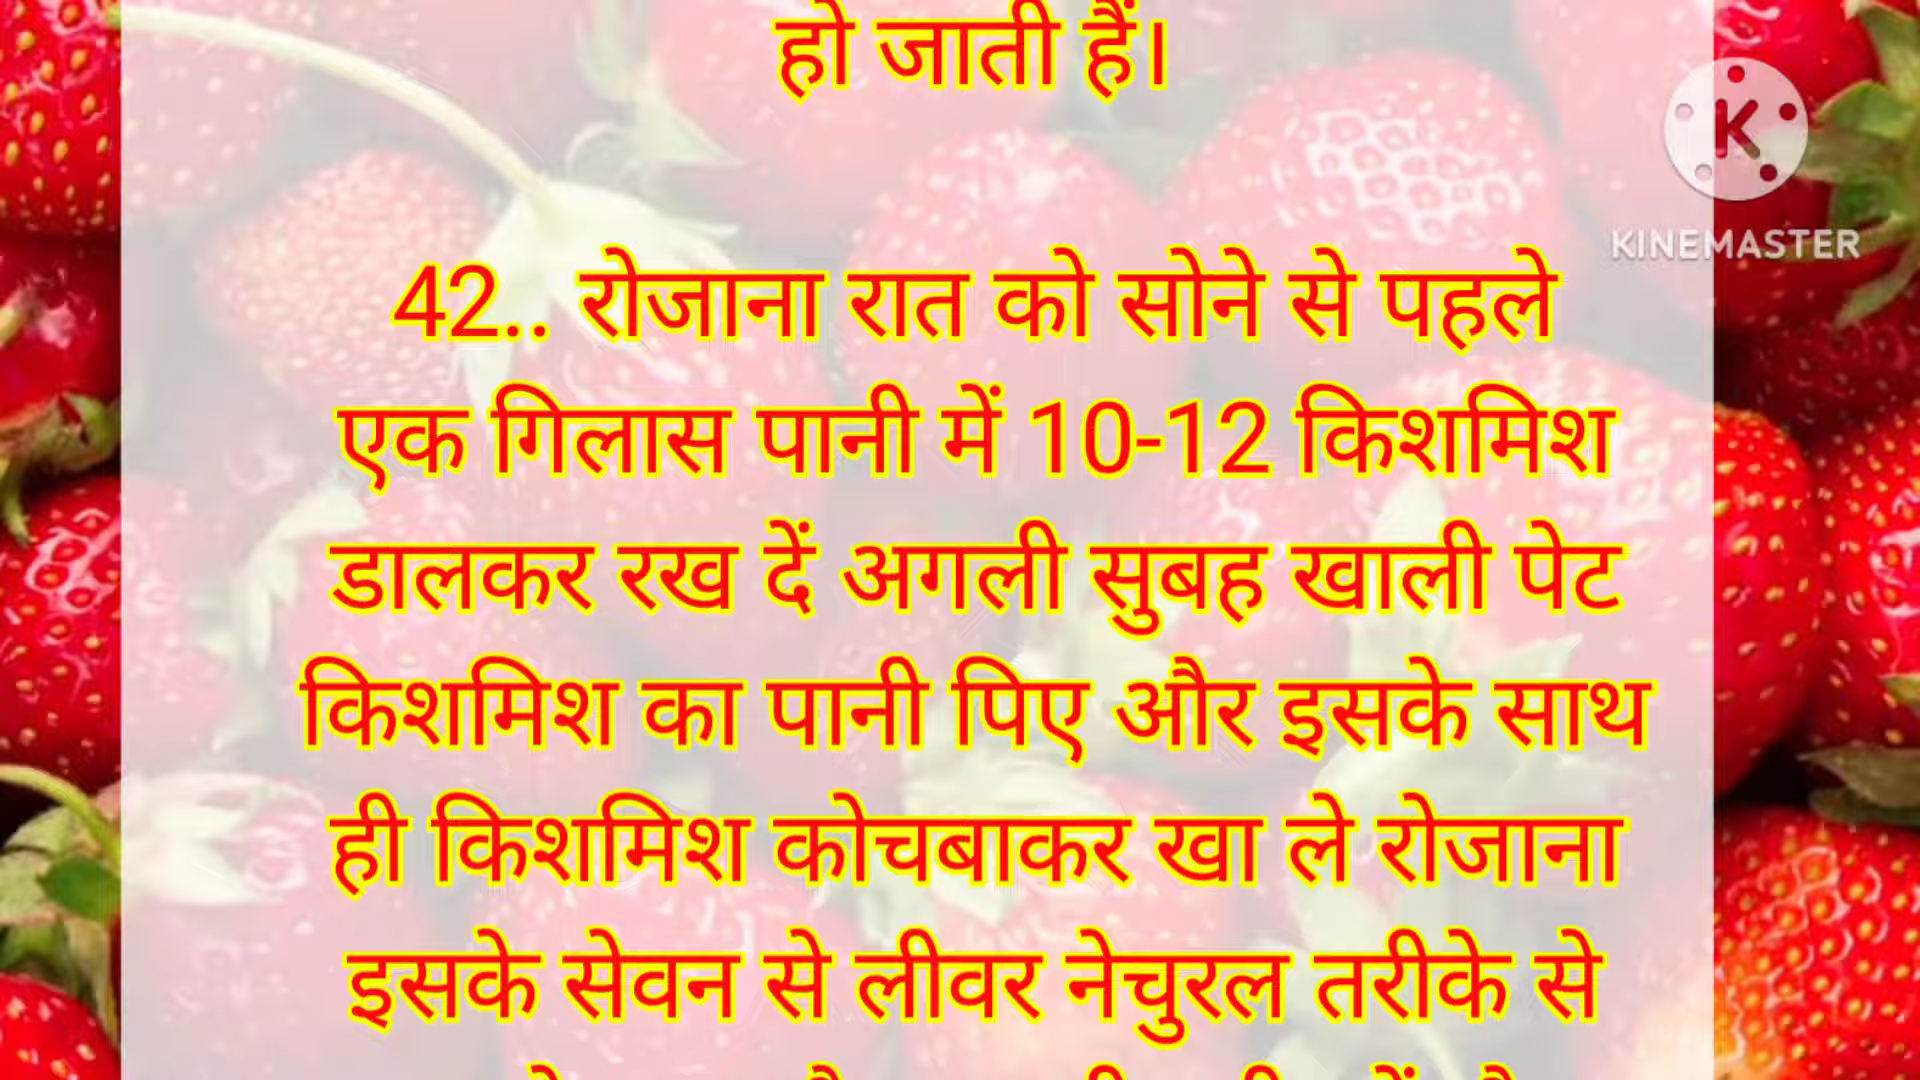 हो जाती हैं।
K
KINEMASTER
42.. रोजाना रात को सोने से पहले
एक गिलास पानी में 10-12 किशमिश
डालकर रख दें अगली सुबह खाली पेट
किशमिश का पानी पिए और इसके साथ
ही किशमिश कोचबाकर खा ले रोजाना
इसके सेवन से लीवर नेचुरल तरीके से